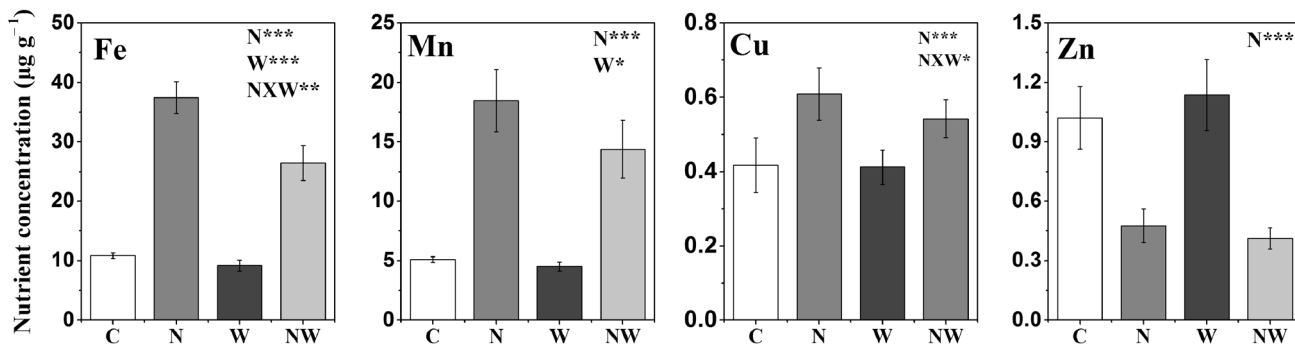 Nutrient concentration (μg g⁻¹)
50
40
30
20
10
0
Fe
N***
W***
NXW**
C N W NW
25
20
15
10
5
0
Mn
N***
W*
C N W NW
0.8
0.6
0.4
0.2
0.0
Cu
N***
NXW*
C N W NW
1.5
1.2
0.9
0.6
0.3
0.0
Zn
N***
C N W NW